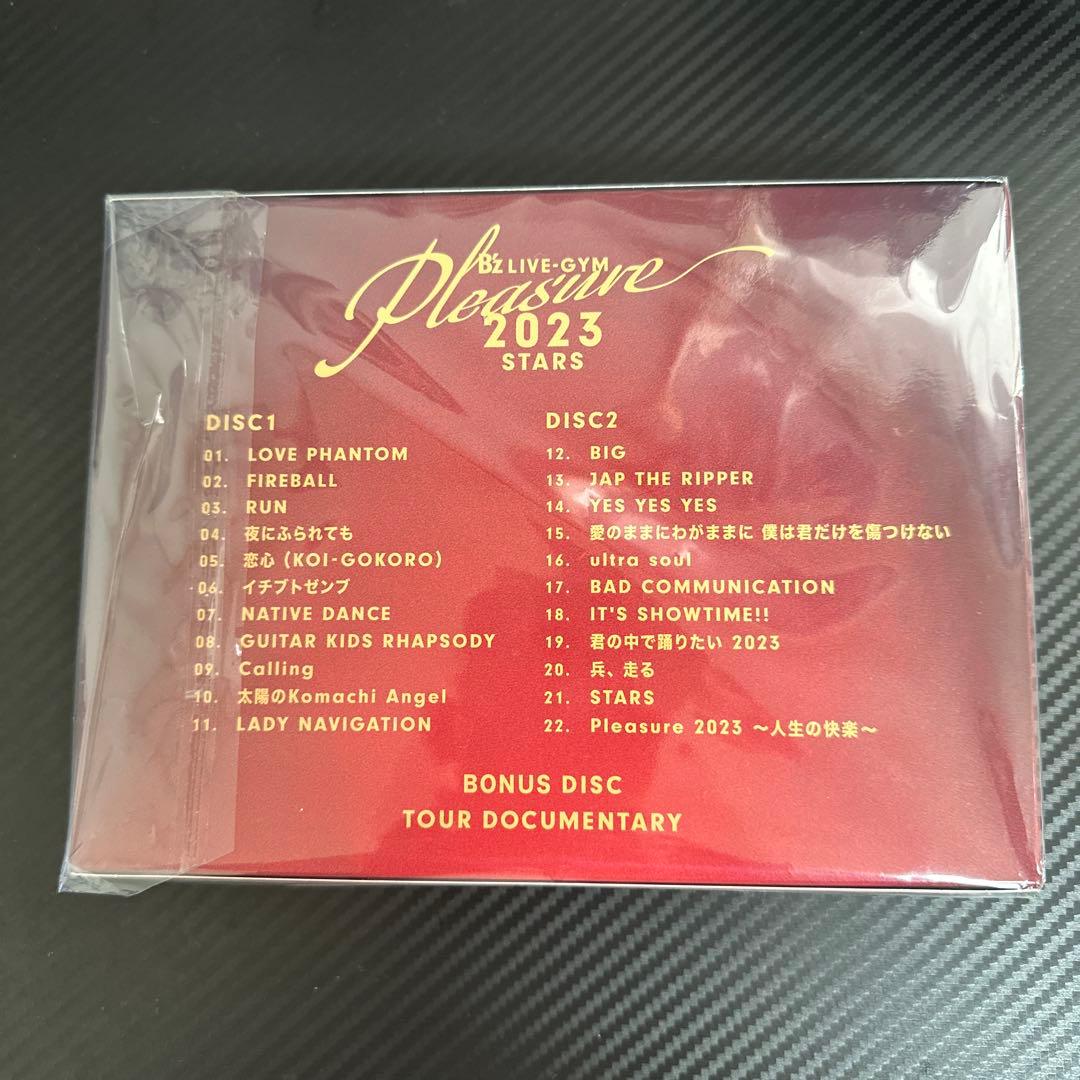 B'z LIVE-GYM
Pleasure
2023
STARS
DISC1
01. LOVE PHANTOM
02. FIREBALL
03. RUN
04. 夜にふられても
05. 恋心 (KOI-GOKORO)
06. イチブトゼンブ
07. NATIVE DANCE
08. GUITAR KIDS RHAPSODY
09. Calling
10. 太陽のKomachi Angel
11. LADY NAVIGATION
DISC2
12. BIG
13. JAP THE RIPPER
14. YES YES YES
15. 愛のままにわがままに 僕は君だけを傷つけない
16. ultra soul
17. BAD COMMUNICATION
18. IT'S SHOWTIME!!
19. 君の中で踊りたい 2023
20. 兵、走る
21. STARS
22. Pleasure 2023 〜人生の快楽〜
BONUS DISC
TOUR DOCUMENTARY